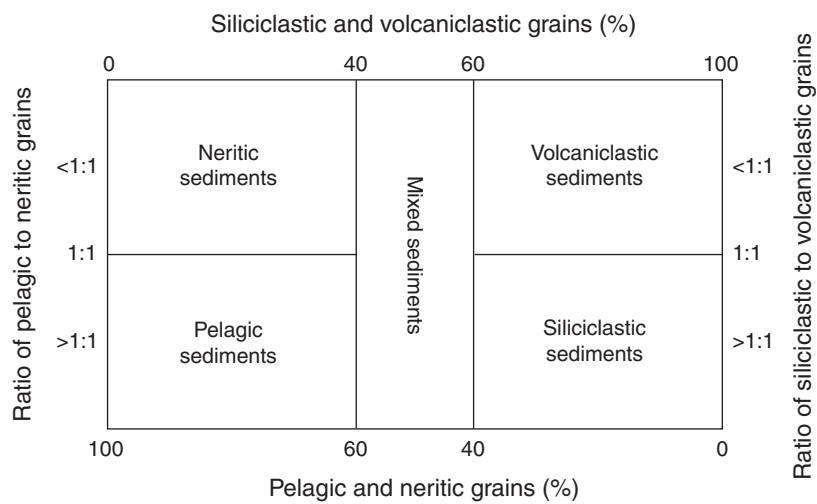 Siliciclastic and volcaniclastic grains (%)
0 40 60 100
Ratio of pelagic to neritic grains
<1:1
1:1
>1:1
Neritic
sediments
Pelagic
sediments
Mixed sediments
Volcaniclastic
sediments
Siliciclastic
sediments
<1:1
1:1
>1:1
Ratio of siliciclastic to volcaniclastic grains
100 60 40 0
Pelagic and neritic grains (%)